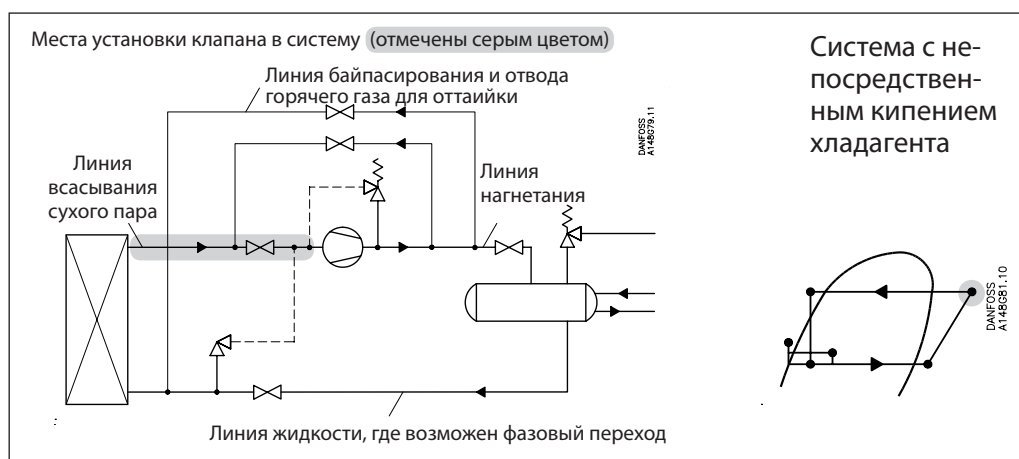 Места установки клапана в систему (отмечены серым цветом)
Линия байпасирования и отвода
горячего газа для оттаийки
Линия
всасывания
сухого пара
Линия
нагнетания
DANFOSS
A148G79.11
Линия жидкости, где возможен фазовый переход
Система с не-
посредствен-
ным кипением
хладагента
DANFOSS
A148G81.10